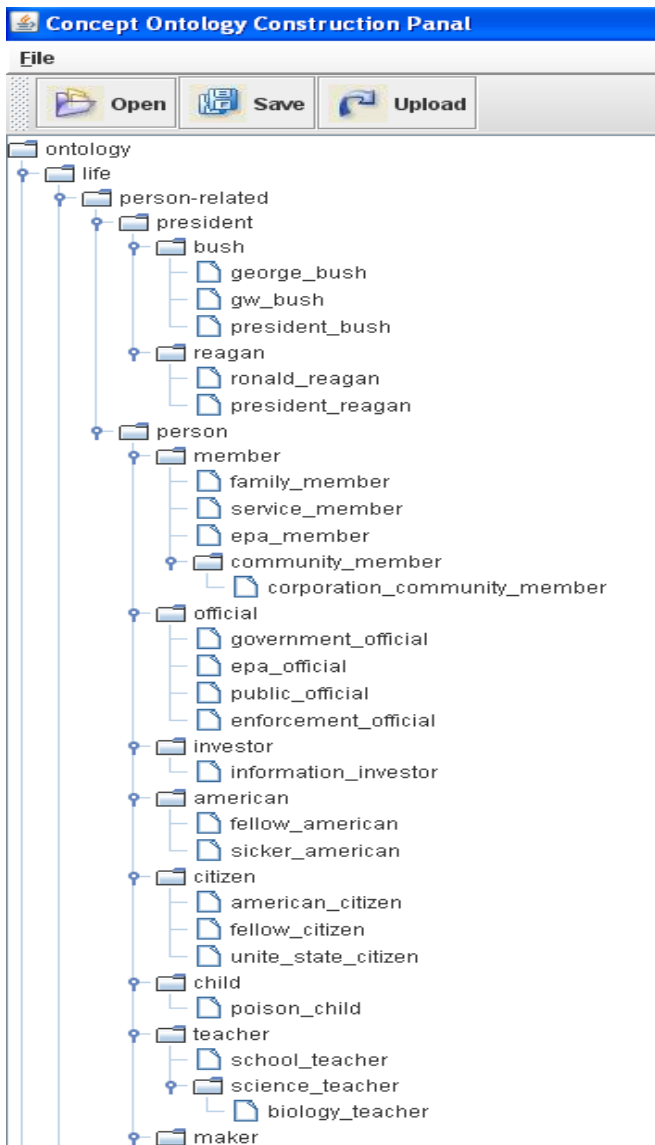 Concept Ontology Construction Panal
File
Open Save Upload
ontology
life
person-related
president
bush
george_bush
gw_bush
president_bush
reagan
ronald_reagan
president_reagan
person
member
family_member
service_member
epa_member
community_member
corporation_community_member
official
government_official
epa_official
public_official
enforcement_official
investor
information_investor
american
fellow_american
sicker_american
citizen
american_citizen
fellow_citizen
unite_state_citizen
child
poison_child
teacher
school_teacher
science_teacher
biology_teacher
maker